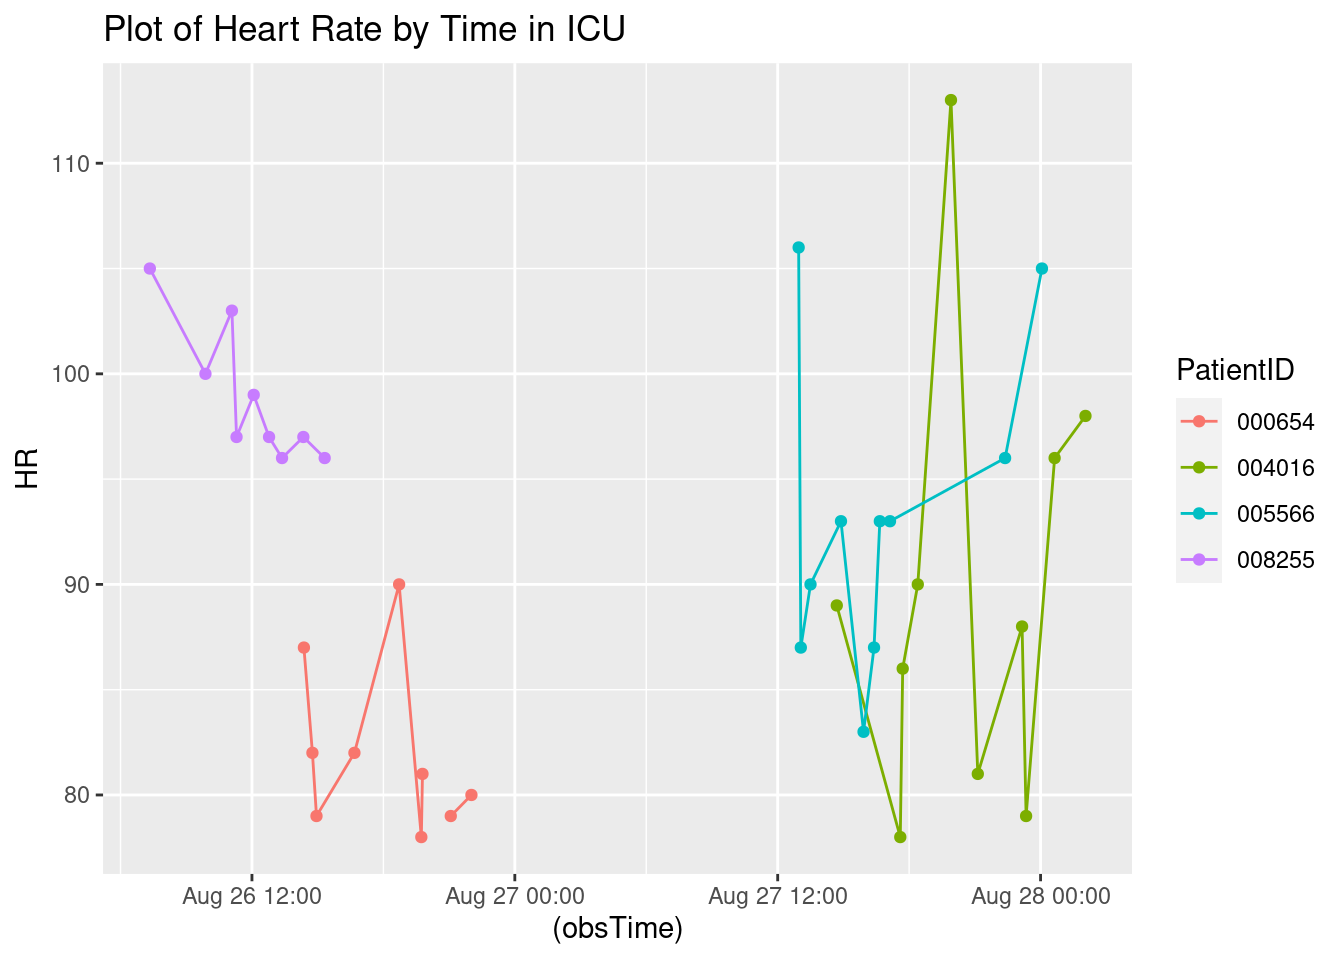 Plot of Heart Rate by Time in ICU
110
100
90
80
HR
Aug 26 12:00
Aug 27 00:00
Aug 27 12:00
Aug 28 00:00
(obsTime)
PatientID
000654
004016
005566
008255